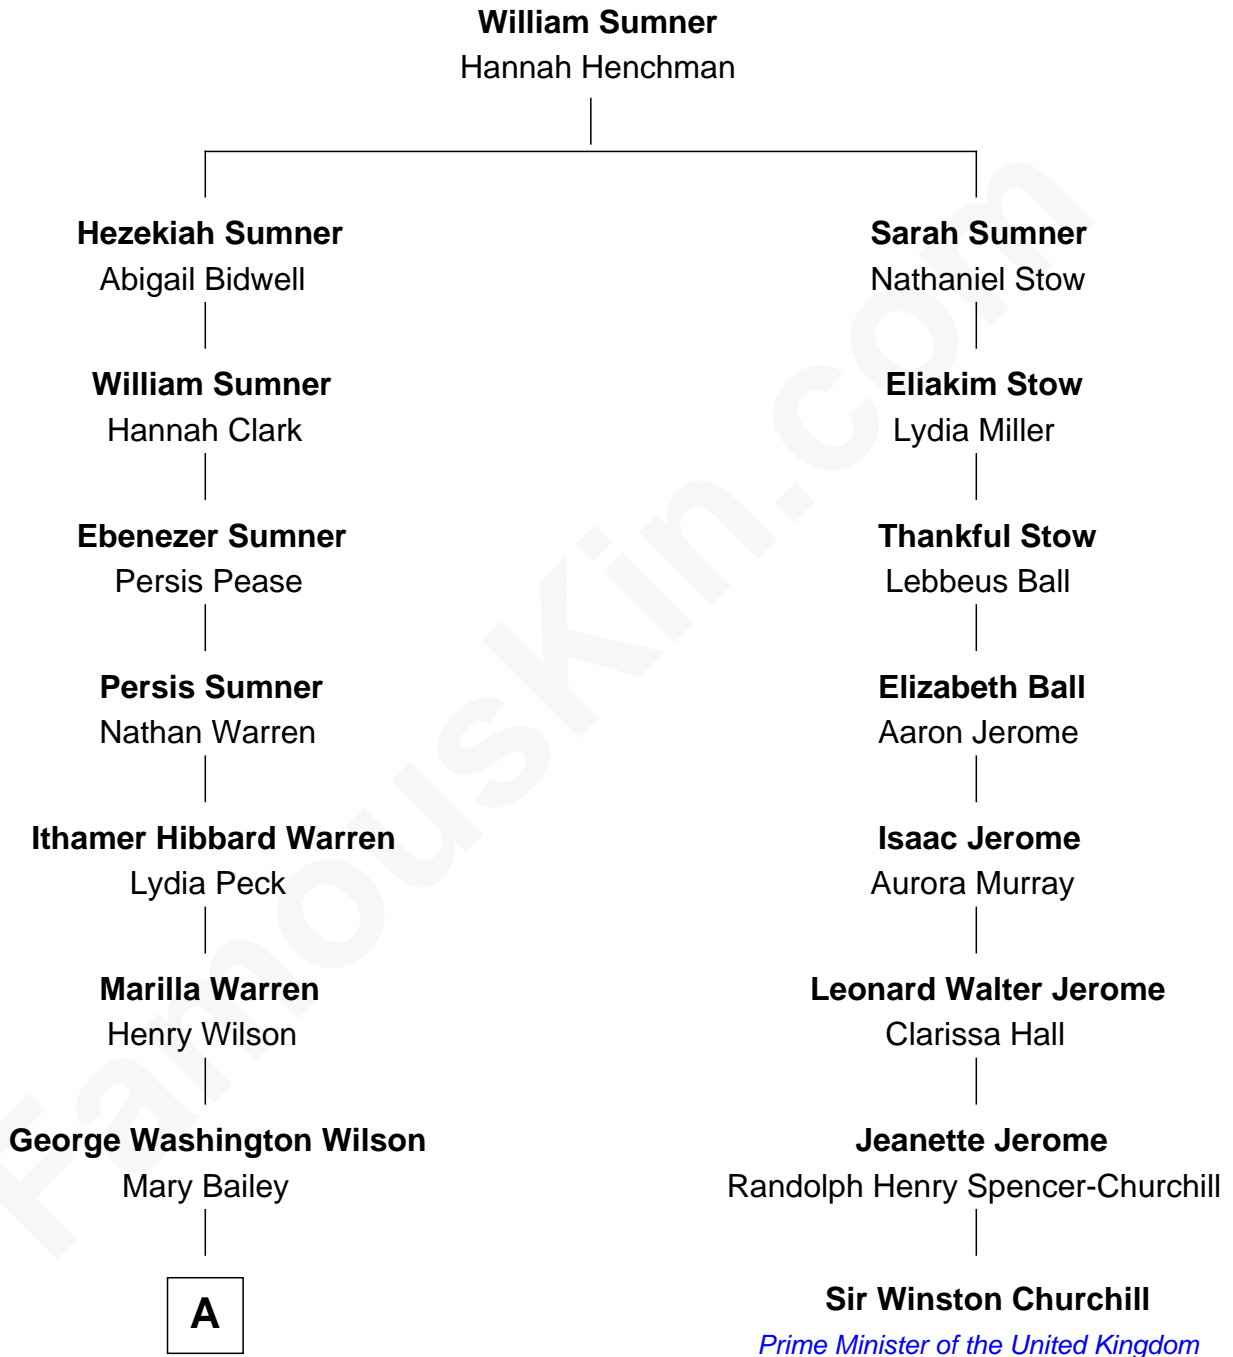 William Sumner
Hannah Henchman
Hezekiah Sumner
Abigail Bidwell
William Sumner
Hannah Clark
Ebenezer Sumner
Persis Pease
Persis Sumner
Nathan Warren
Ithamer Hibbard Warren
Lydia Peck
Marilla Warren
Henry Wilson
George Washington Wilson
Mary Bailey
A
Sarah Sumner
Nathaniel Stow
Eliakim Stow
Lydia Miller
Thankful Stow
Lebbeus Ball
Elizabeth Ball
Aaron Jerome
Isaac Jerome
Aurora Murray
Leonard Walter Jerome
Clarissa Hall
Jeanette Jerome
Randolph Henry Spencer-Churchill
Sir Winston Churchill
Prime Minister of the United Kingdom
FamousKin.com